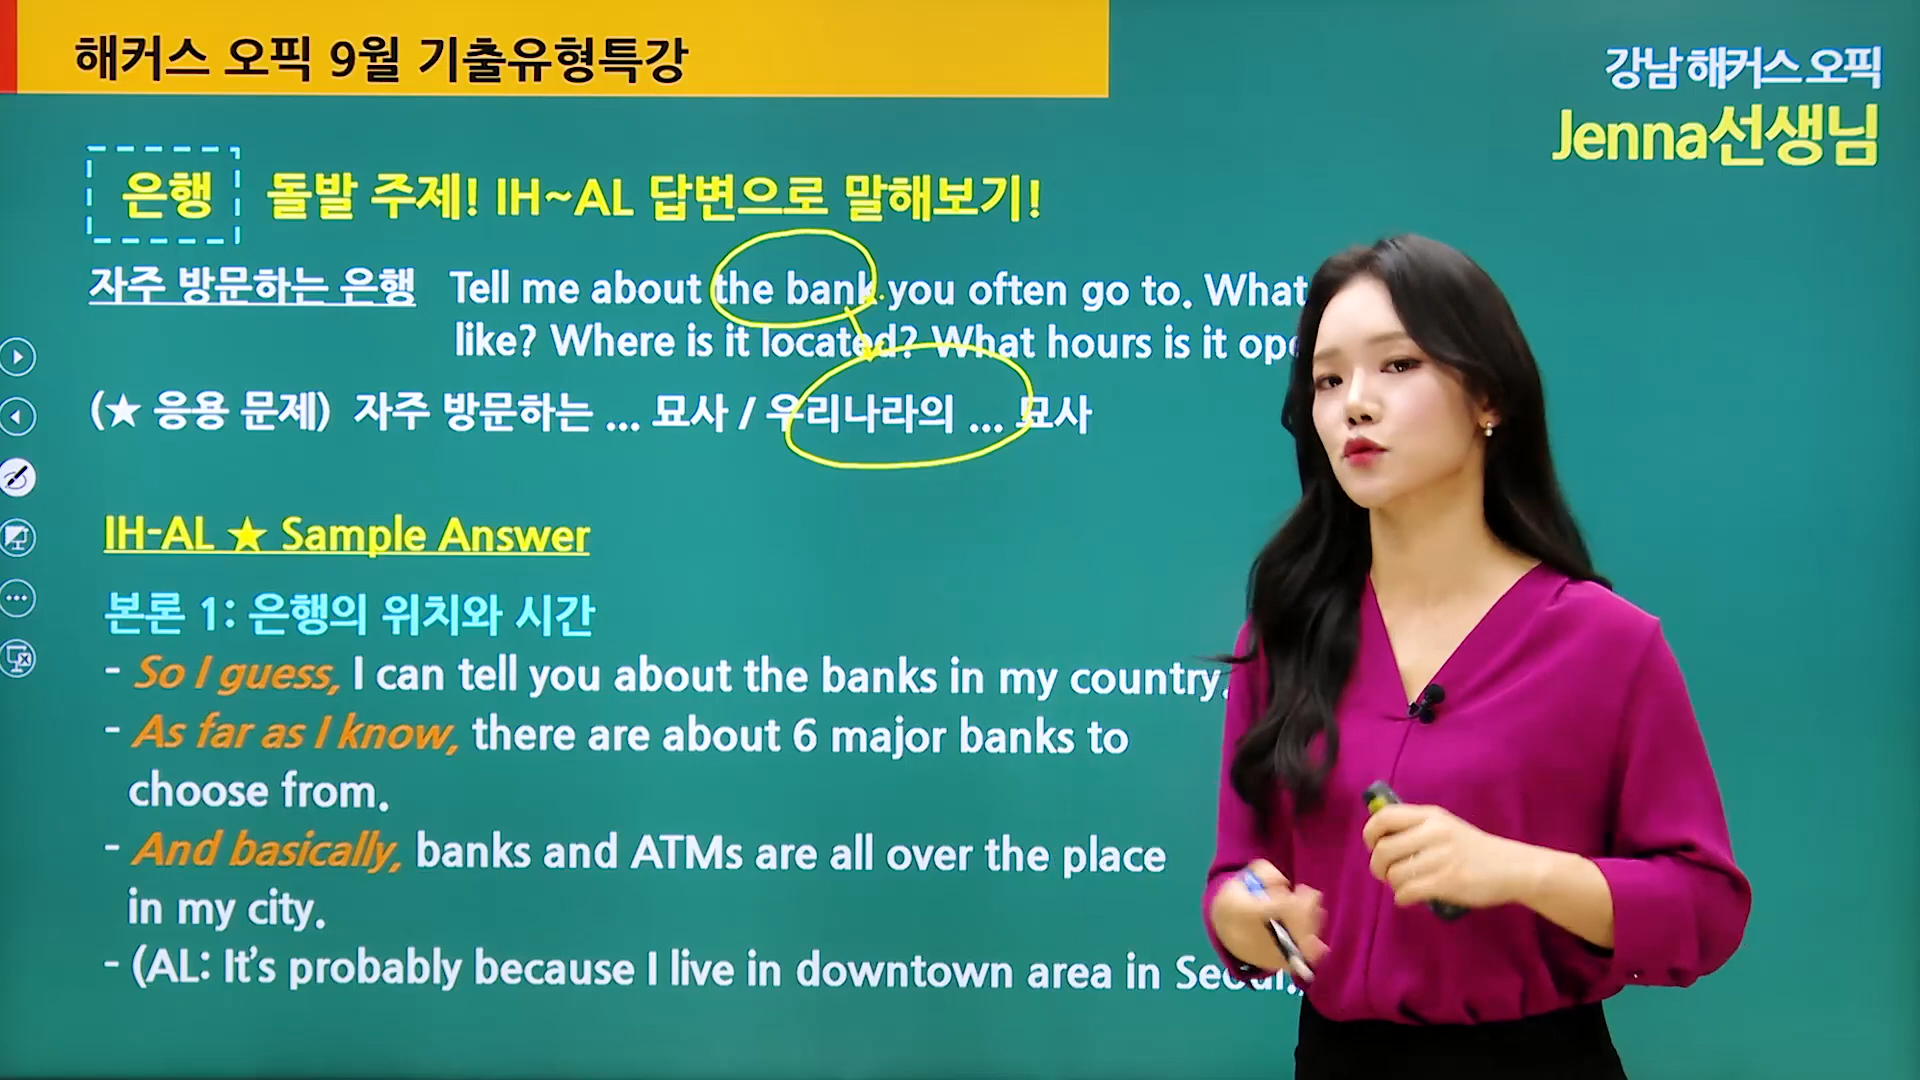 해커스 오픽 9월 기출유형특강
강남 해커스 오픽
Jenna선생님
은행 돌발 주제! IH~AL 답변으로 말해보기!
자주 방문하는 은행 Tell me about the bank you often go to. What
like? Where is it located? What hours is it
(★ 응용 문제) 자주 방문하는 ... 묘사 / 우리나라의 ... 묘사
IH-AL ★ Sample Answer
본론 1: 은행의 위치와 시간
- So I guess, I can tell you about the banks in my country.
- As far as I know, there are about 6 major banks to
choose from.
- And basically, banks and ATMs are all over the place
in my city.
- (AL: It's probably because I live in downtown area in Seoul.)